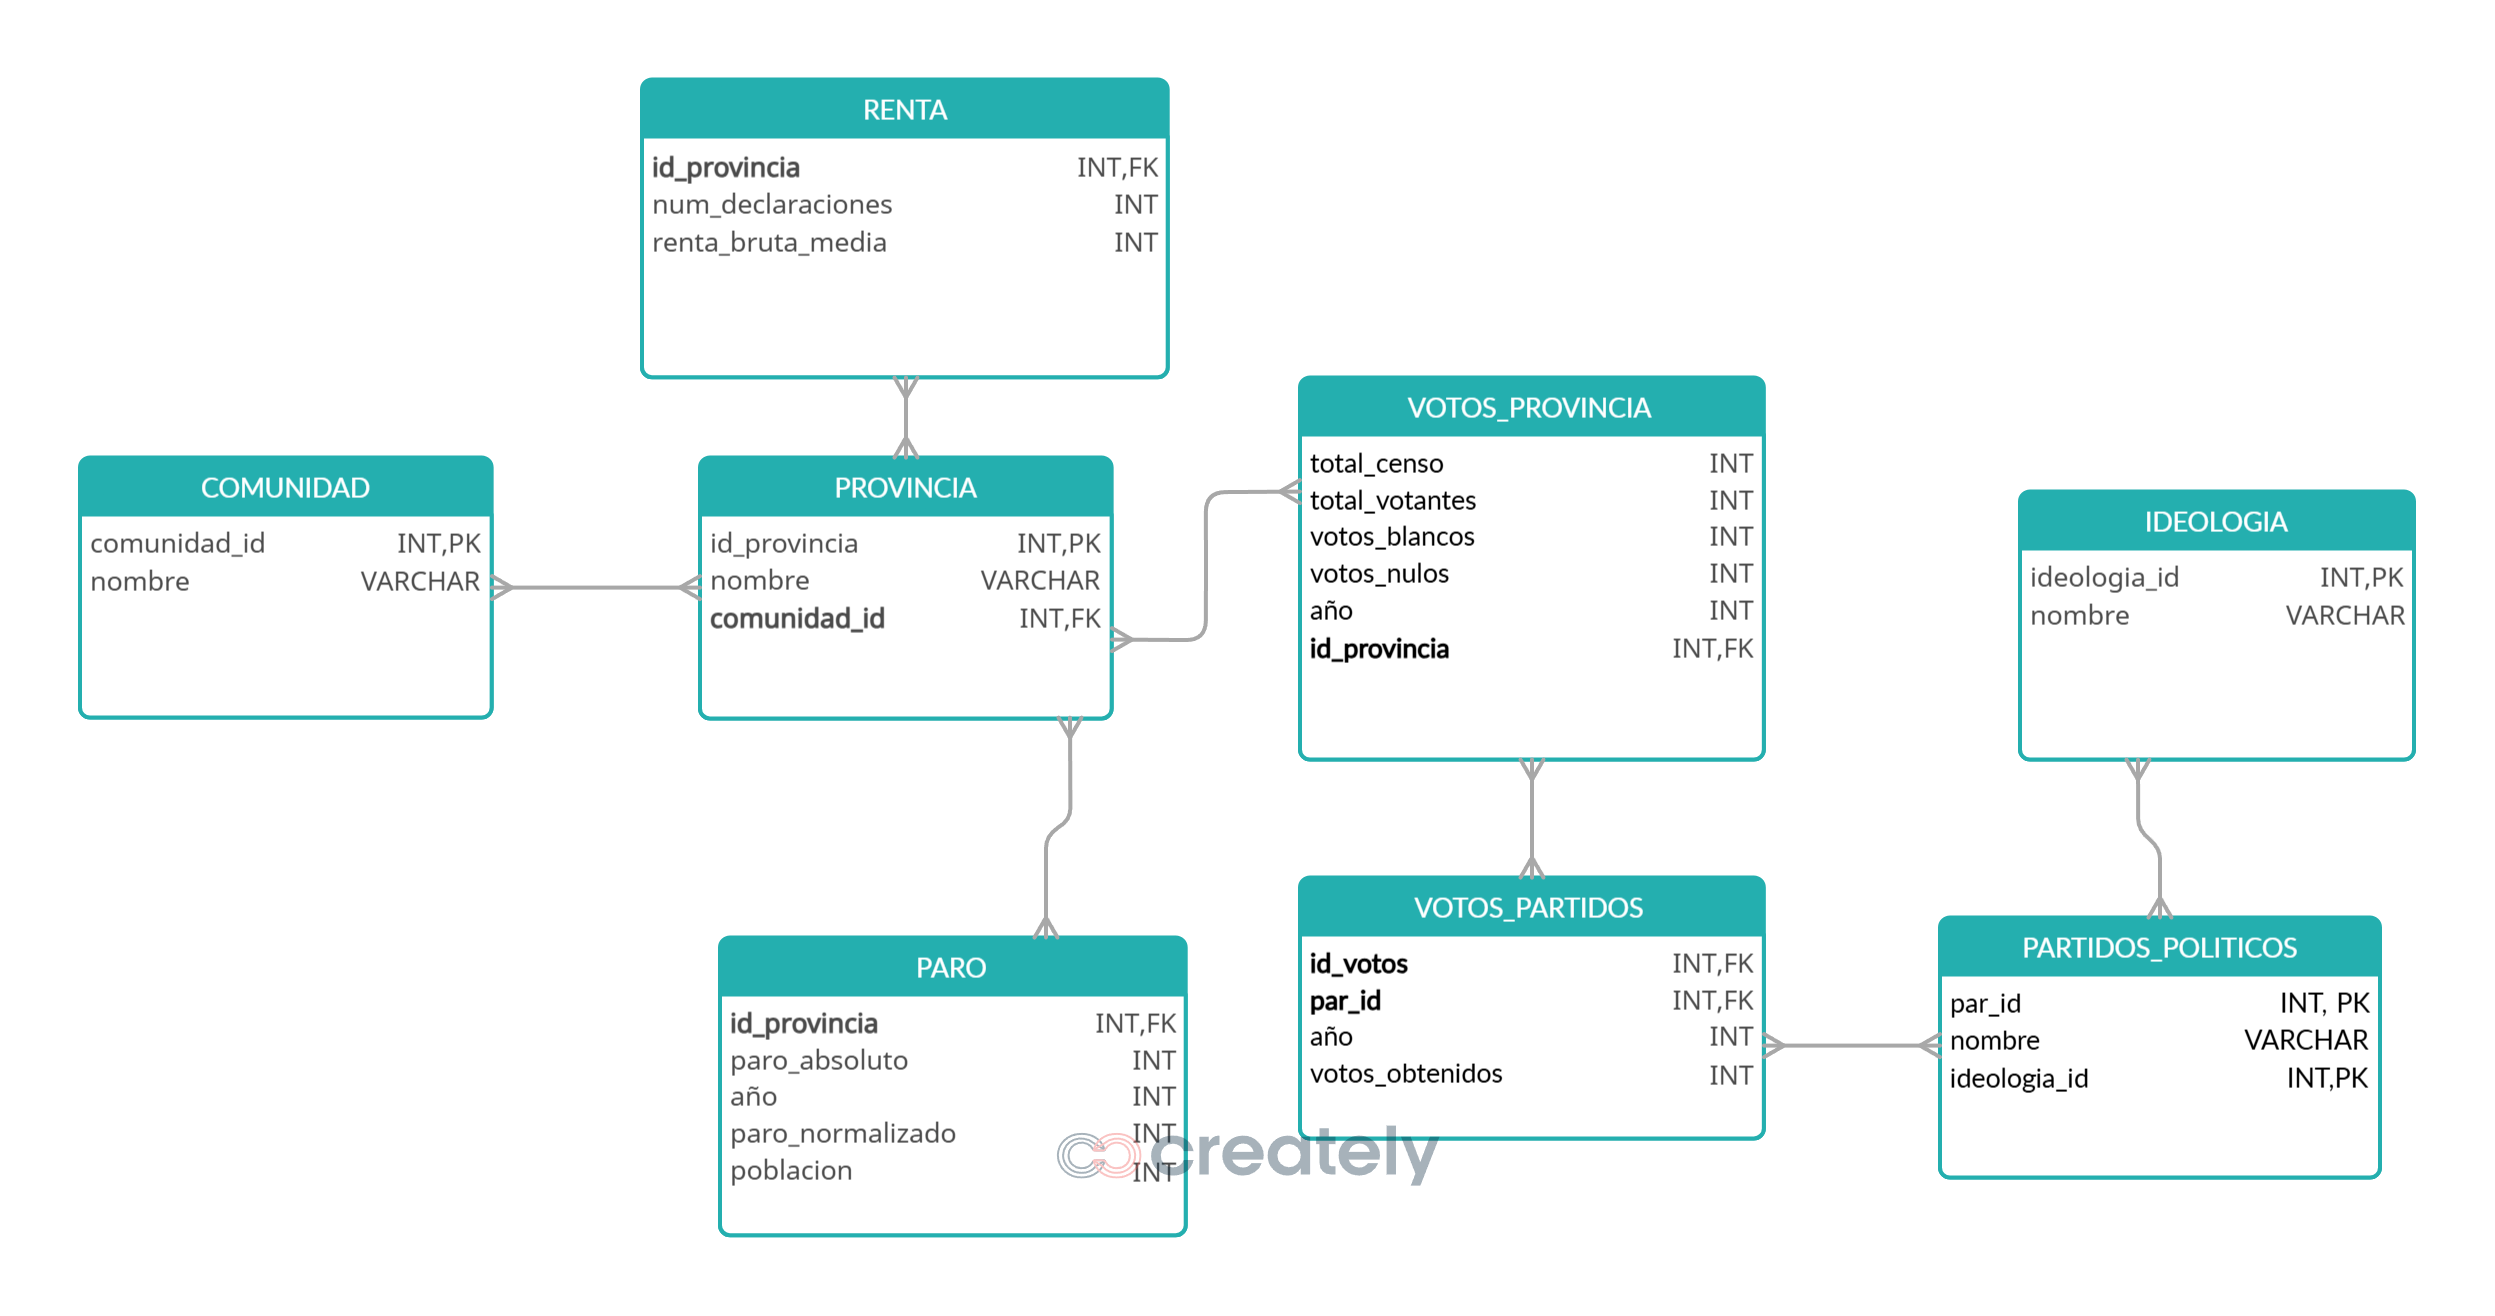 RENTA
id_provincia INT,FK
num_declaraciones INT
renta_bruta_media INT
COMUNIDAD
comunidad_id INT,PK
nombre VARCHAR
PROVINCIA
id_provincia INT,PK
nombre VARCHAR
comunidad_id INT,FK
VOTOS_PROVINCIA
total_censo INT
total_votantes INT
votos_blancos INT
votos_nulos INT
año INT
id_provincia INT,FK
IDEOLOGIA
ideologia_id INT,PK
nombre VARCHAR
PARO
id_provincia INT,FK
paro_absoluto INT
año INT
paro_normalizado INT
poblacion INT
VOTOS_PARTIDOS
id_votos INT,FK
par_id INT,FK
año INT
votos_obtenidos INT
PARTIDOS_POLITICOS
par_id INT, PK
nombre VARCHAR
ideologia_id INT,PK
creately